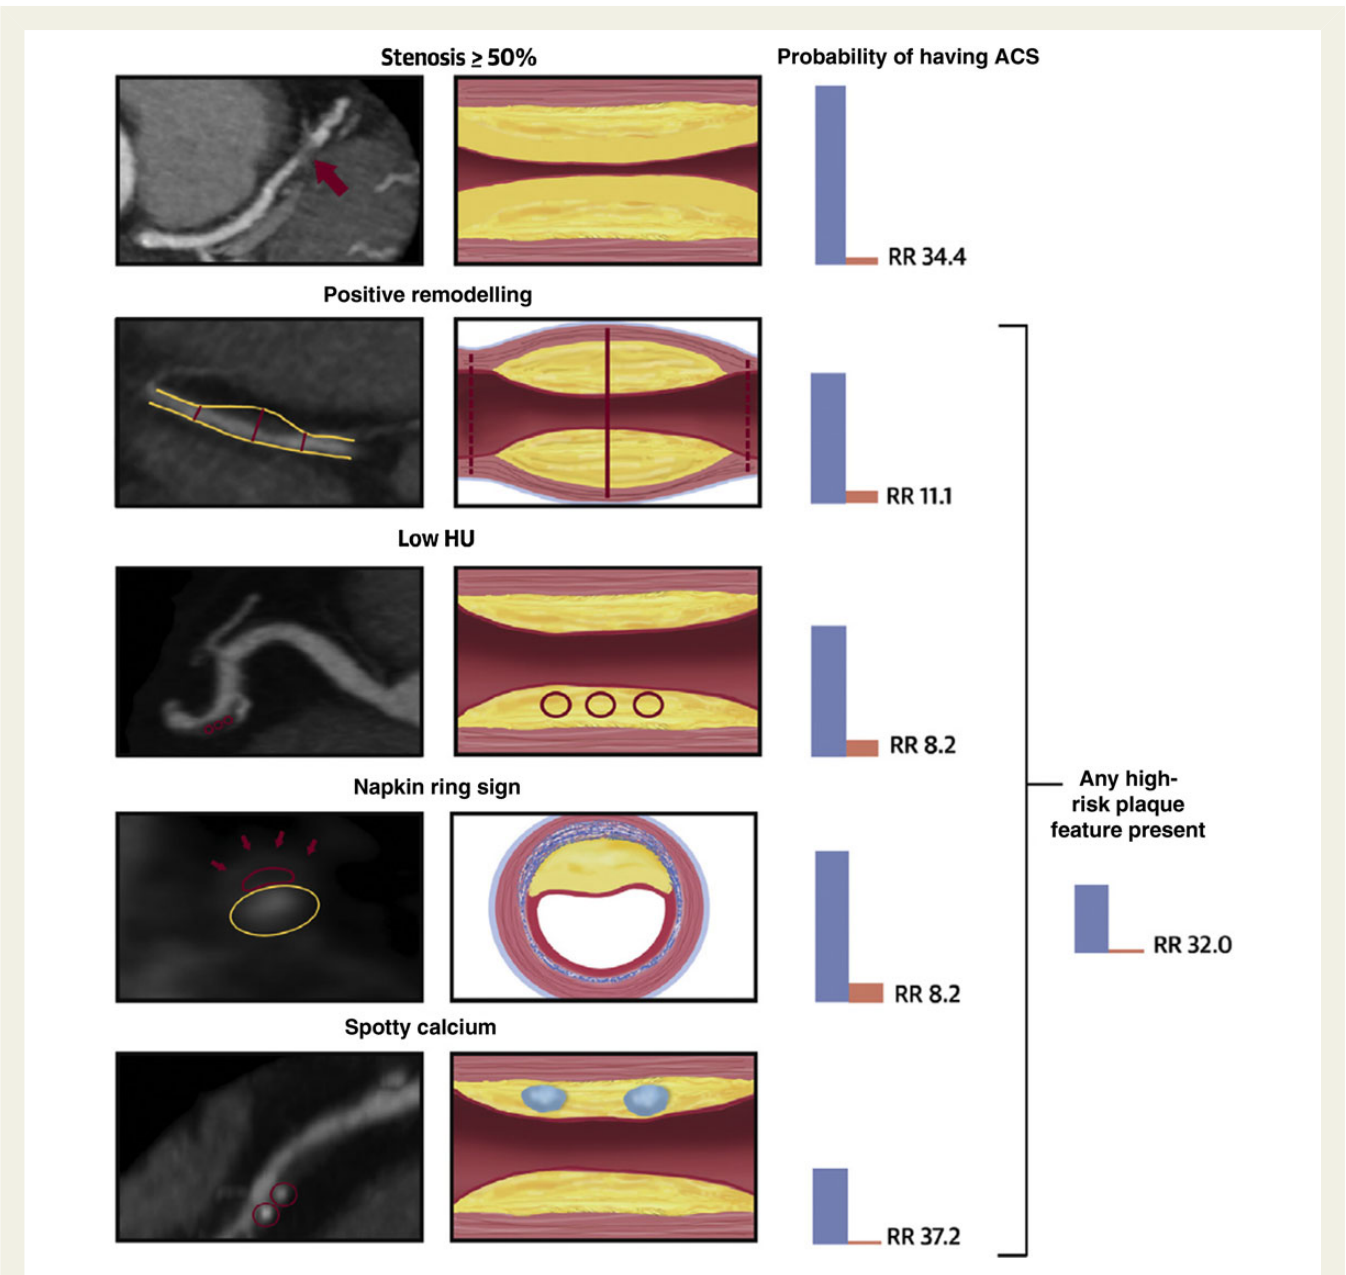 Stenosis ≥ 50%
Probability of having ACS
RR 34.4
Positive remodelling
RR 11.1
Low HU
RR 8.2
Napkin ring sign
RR 8.2
Spotty calcium
RR 37.2
Any high-
risk plaque
feature present
RR 32.0